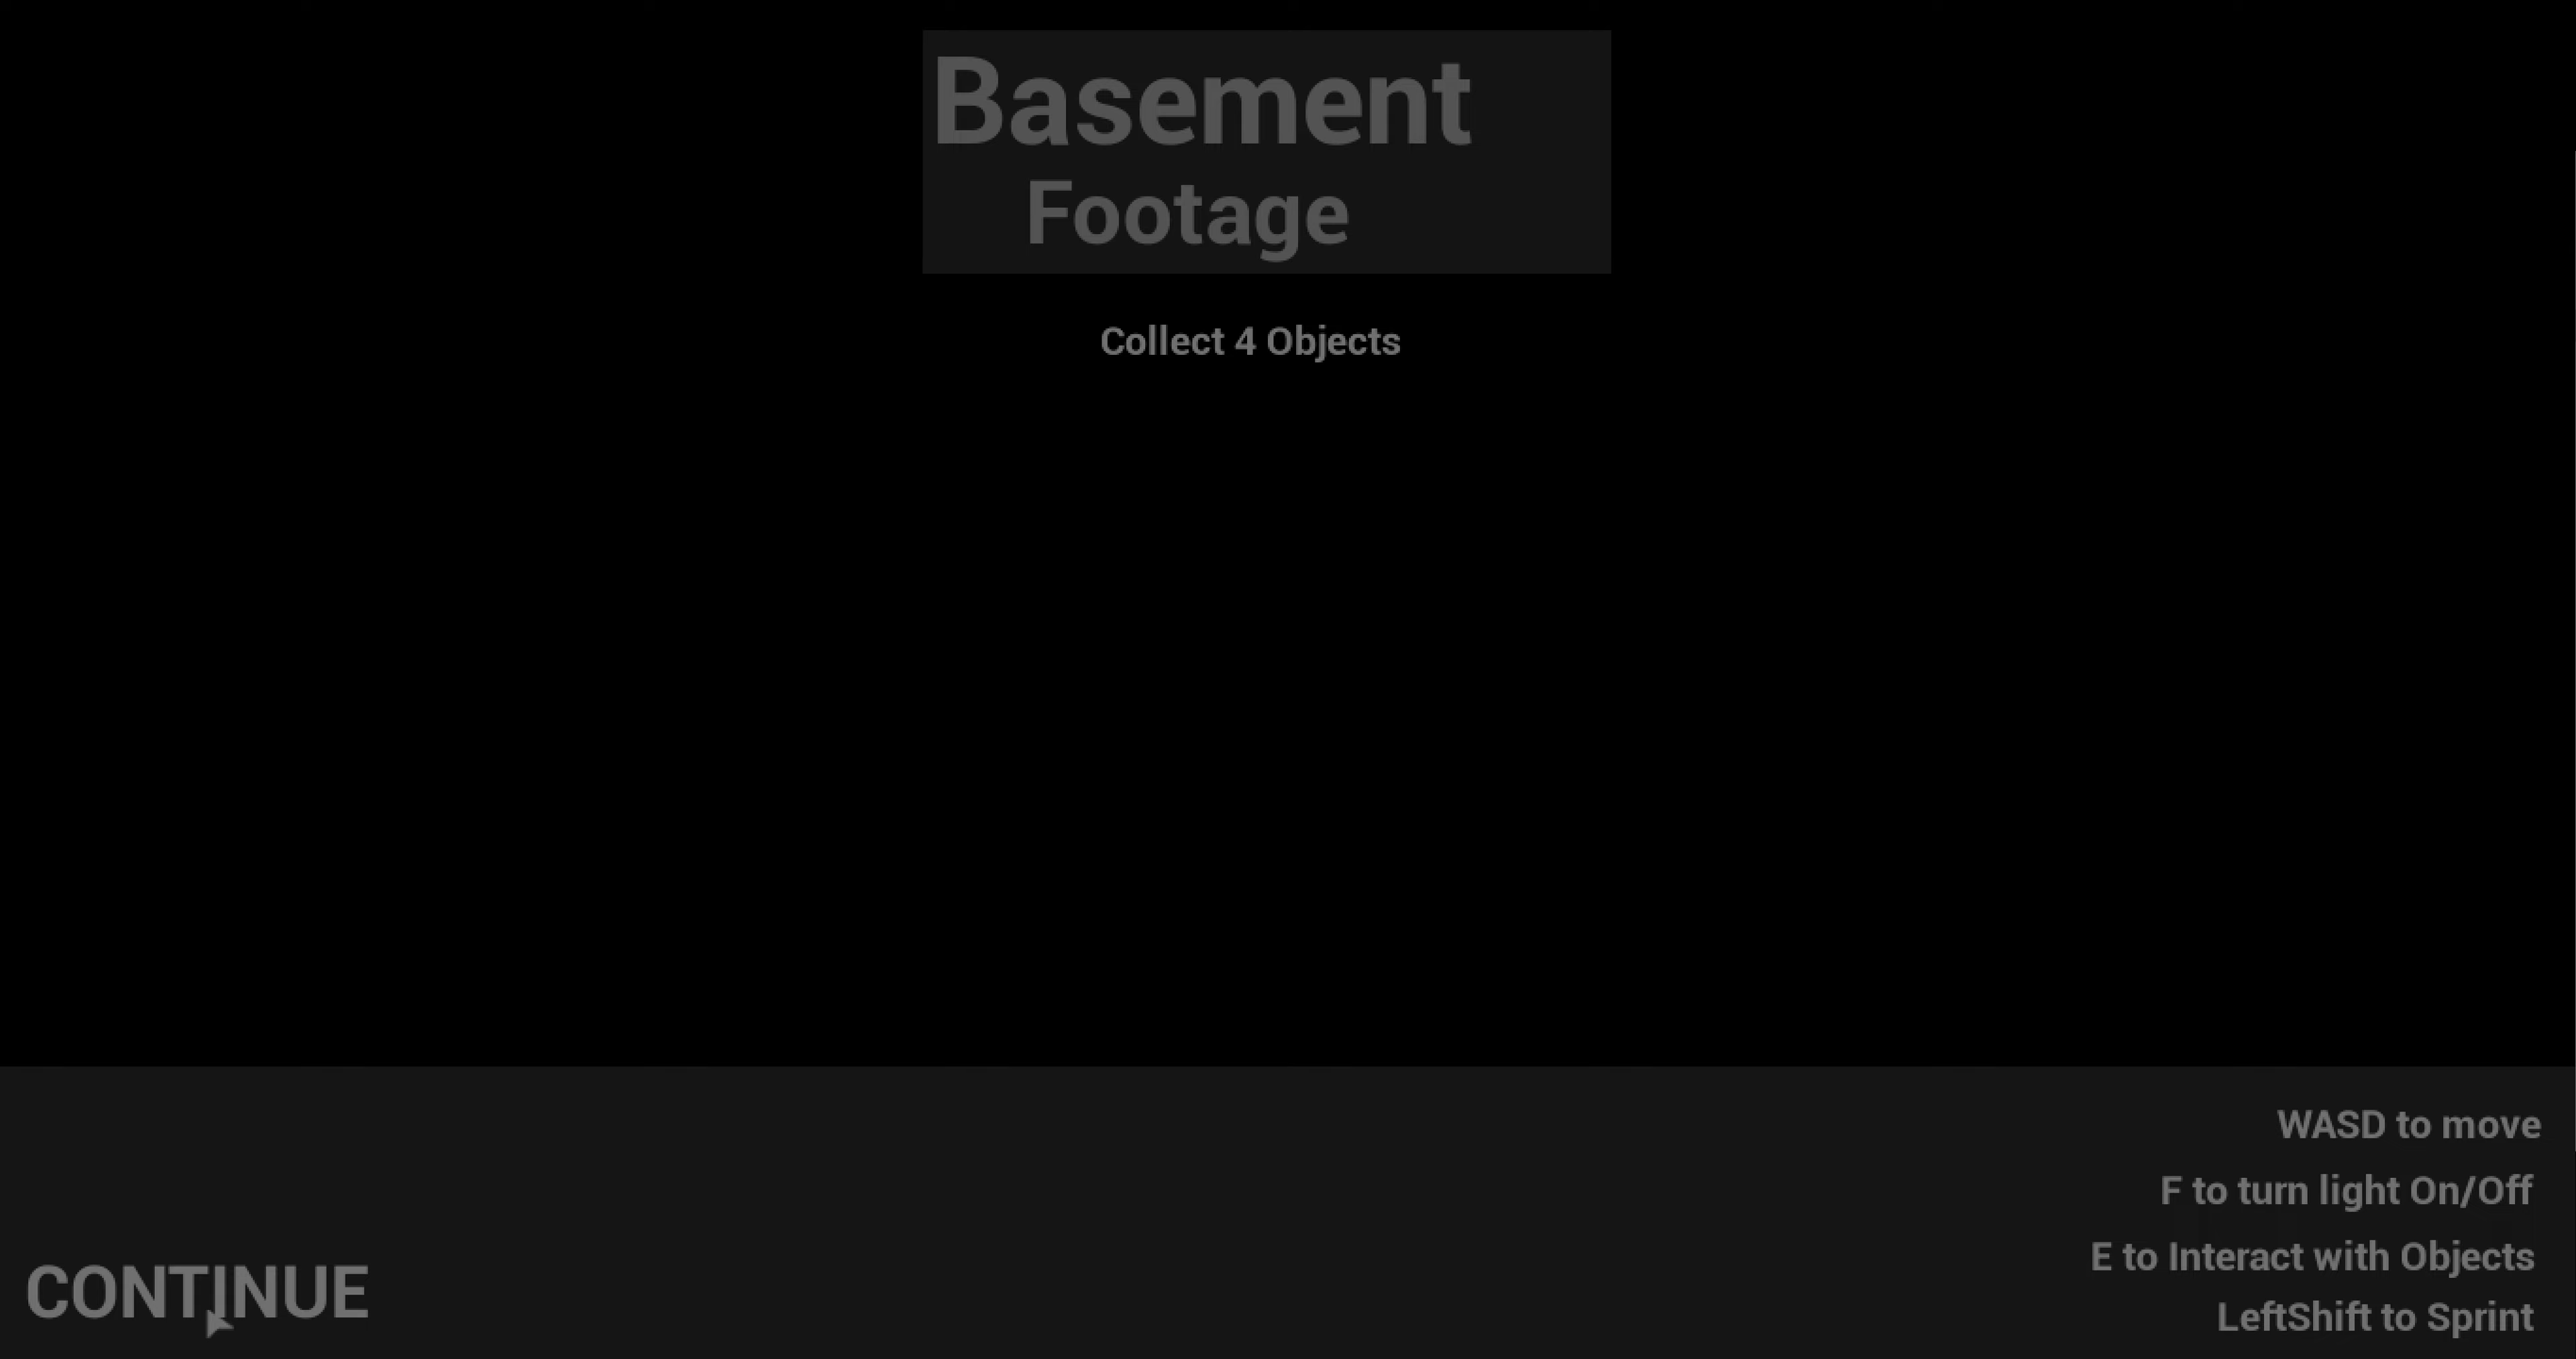 Basement
Footage
Collect 4 Objects
WASD to move
F to turn light On/Off
E to Interact with Objects
LeftShift to Sprint
CONTINUE